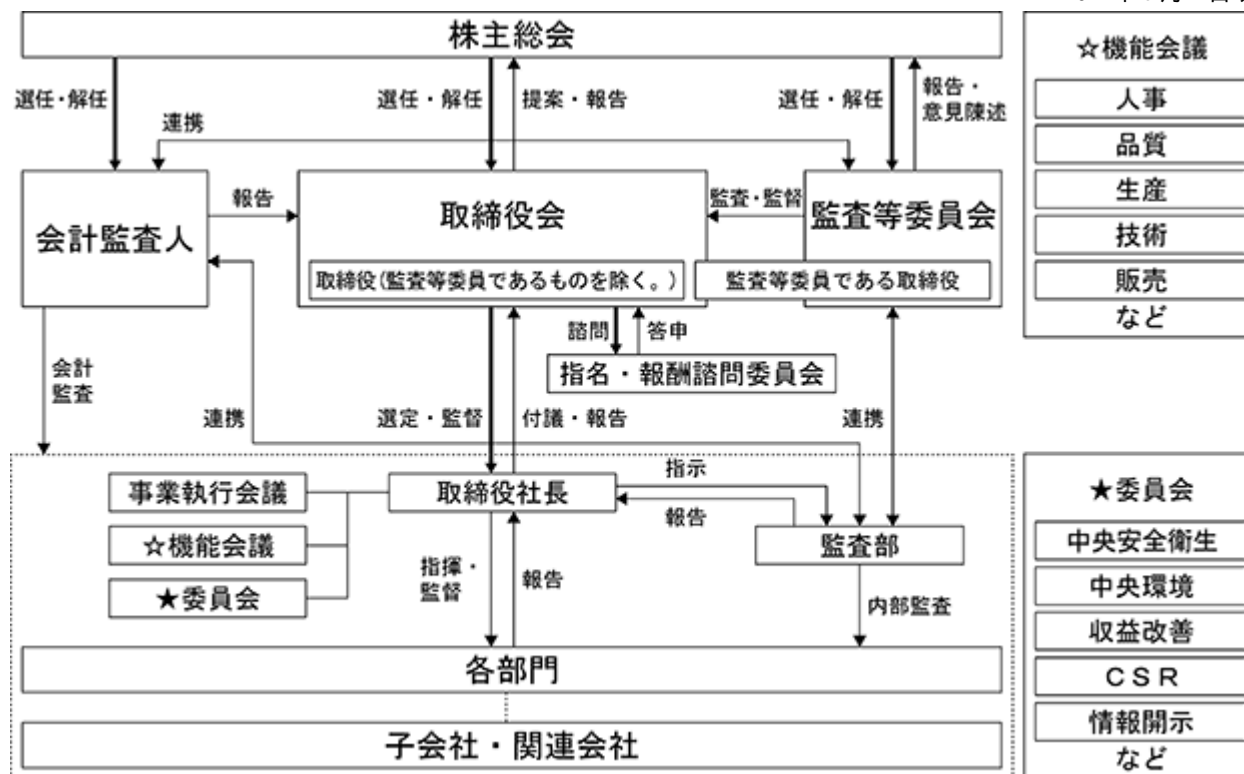 株主総会
選任・解任
選任・解任
提案・報告
選任・解任
報告・
意見陳述
連携
会計監査人
報告
取締役会
監査・監督
監査等委員会
取締役(監査等委員であるものを除く。)
監査等委員である取締役
諮問
答申
指名・報酬諮問委員会
会計
監査
連携
選定・監督
付議・報告
連携
事業執行会議
☆機能会議
★委員会
取締役社長
指示
報告
監査部
指揮・
監督
報告
内部監査
各部門
子会社・関連会社
☆機能会議
人事
品質
生産
技術
販売
など
★委員会
中央安全衛生
中央環境
収益改善
ＣＳＲ
情報開示
など